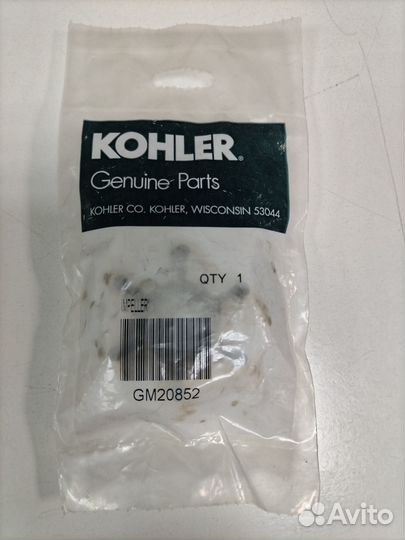 KOHLER®
Genuine Parts
KOHLER CO. KOHLER, WISCONSIN 53044
QTY 1
IMPELLER
GM20852
Avito